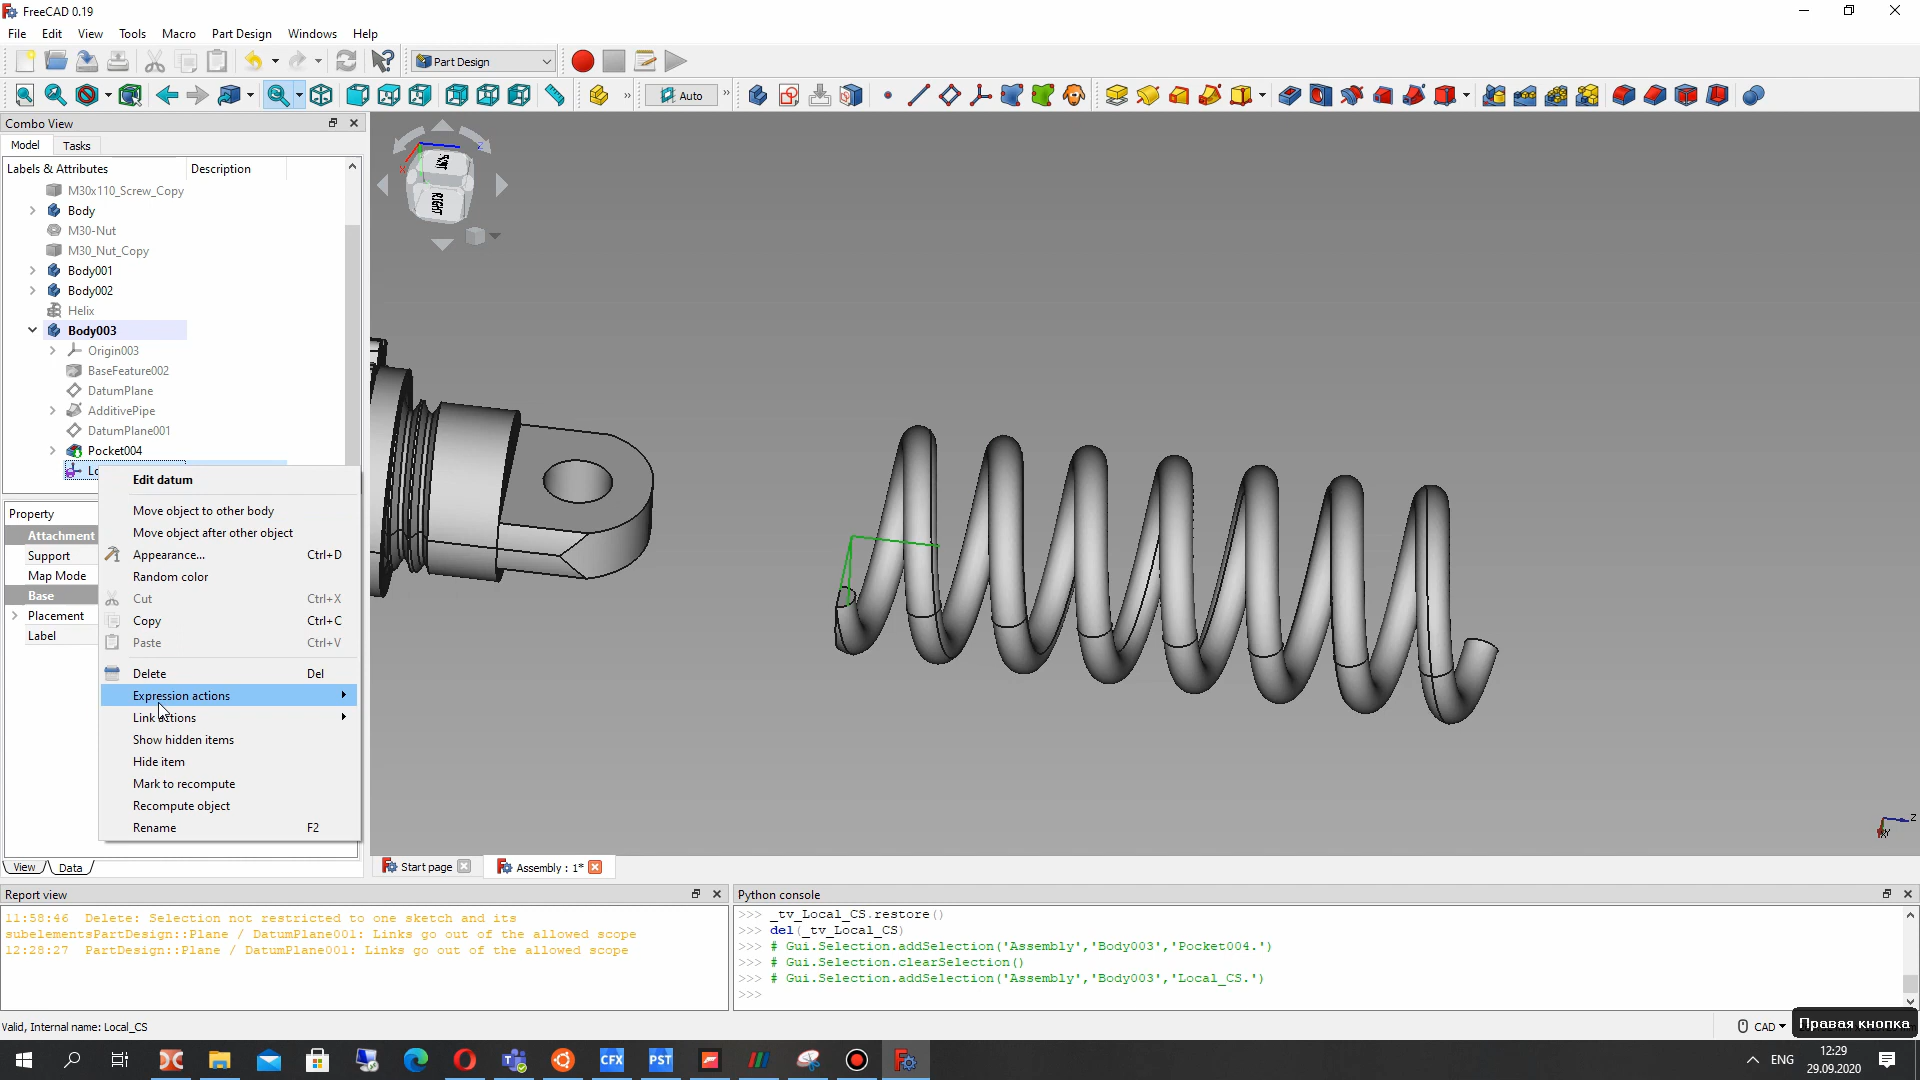 FreeCAD 0.19
File Edit View Tools Macro Part Design Windows Help
Part Design
Auto
Combo View
Model Tasks
Labels & Attributes Description
M30x110_Screw_Copy
Body
M30-Nut
M30_Nut_Copy
Body001
Body002
Helix
Body003
Origin003
BaseFeature002
DatumPlane
AdditivePipe
DatumPlane001
Pocket004
Lo
Edit datum
Move object to other body
Move object after other object
Appearance... Ctrl+D
Random color
Cut Ctrl+X
Copy Ctrl+C
Paste Ctrl+V
Delete Del
Expression actions
Link actions
Show hidden items
Hide item
Mark to recompute
Recompute object
Rename F2
Property
Attachment
Support
Map Mode
Base
Placement
Label
View Data
RIGHT
X
Z
Z
Start page
Assembly : 1*
Report view
11:58:46 Delete: Selection not restricted to one sketch and its
subelementsPartDesign::Plane / DatumPlane001: Links go out of the allowed scope
12:28:27 PartDesign::Plane / DatumPlane001: Links go out of the allowed scope
Python console
>>> _tv_Local_CS.restore()
>>> del(_tv_Local_CS)
>>> # Gui.Selection.addSelection('Assembly','Body003','Pocket004.')
>>> # Gui.Selection.clearSelection()
>>> # Gui.Selection.addSelection('Assembly','Body003','Local_CS.')
>>>
Valid, Internal name: Local_CS
CAD
Правая кнопка
CFX
PST
ENG
12:29
29.09.2020